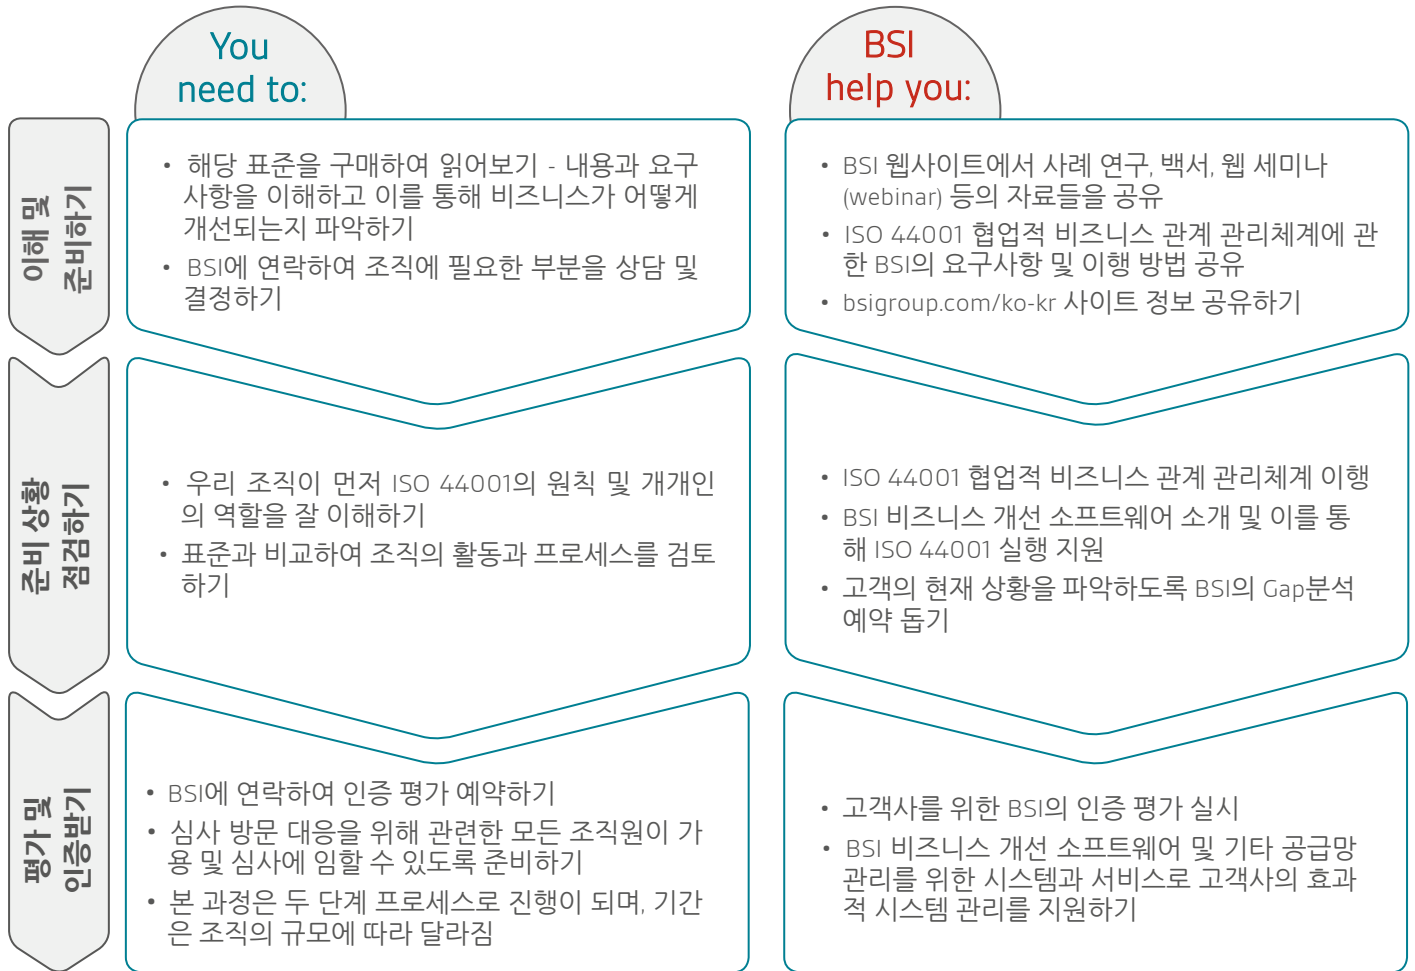 You
need to:
BSI
help you:
이해 및
준비하기
• 해당 표준을 구매하여 읽어보기 - 내용과 요구
사항을 이해하고 이를 통해 비즈니스가 어떻게
개선되는지 파악하기
• BSI에 연락하여 조직에 필요한 부분을 상담 및
결정하기
• BSI 웹사이트에서 사례 연구, 백서, 웹 세미나
(webinar) 등의 자료들을 공유
• ISO 44001 협업적 비즈니스 관계 관리체계에 관
한 BSI의 요구사항 및 이행 방법 공유
• bsigroup.com/ko-kr 사이트 정보 공유하기
준비 상황
점검하기
• 우리 조직이 먼저 ISO 44001의 원칙 및 개개인
의 역할을 잘 이해하기
• 표준과 비교하여 조직의 활동과 프로세스를 검토
하기
• ISO 44001 협업적 비즈니스 관계 관리체계 이행
• BSI 비즈니스 개선 소프트웨어 소개 및 이를 통
해 ISO 44001 실행 지원
• 고객의 현재 상황을 파악하도록 BSI의 Gap분석
예약 돕기
평가 및
인증받기
• BSI에 연락하여 인증 평가 예약하기
• 심사 방문 대응을 위해 관련한 모든 조직원이 가
용 및 심사에 임할 수 있도록 준비하기
• 본 과정은 두 단계 프로세스로 진행이 되며, 기간
은 조직의 규모에 따라 달라짐
• 고객사를 위한 BSI의 인증 평가 실시
• BSI 비즈니스 개선 소프트웨어 및 기타 공급망
관리를 위한 시스템과 서비스로 고객사의 효과
적 시스템 관리를 지원하기